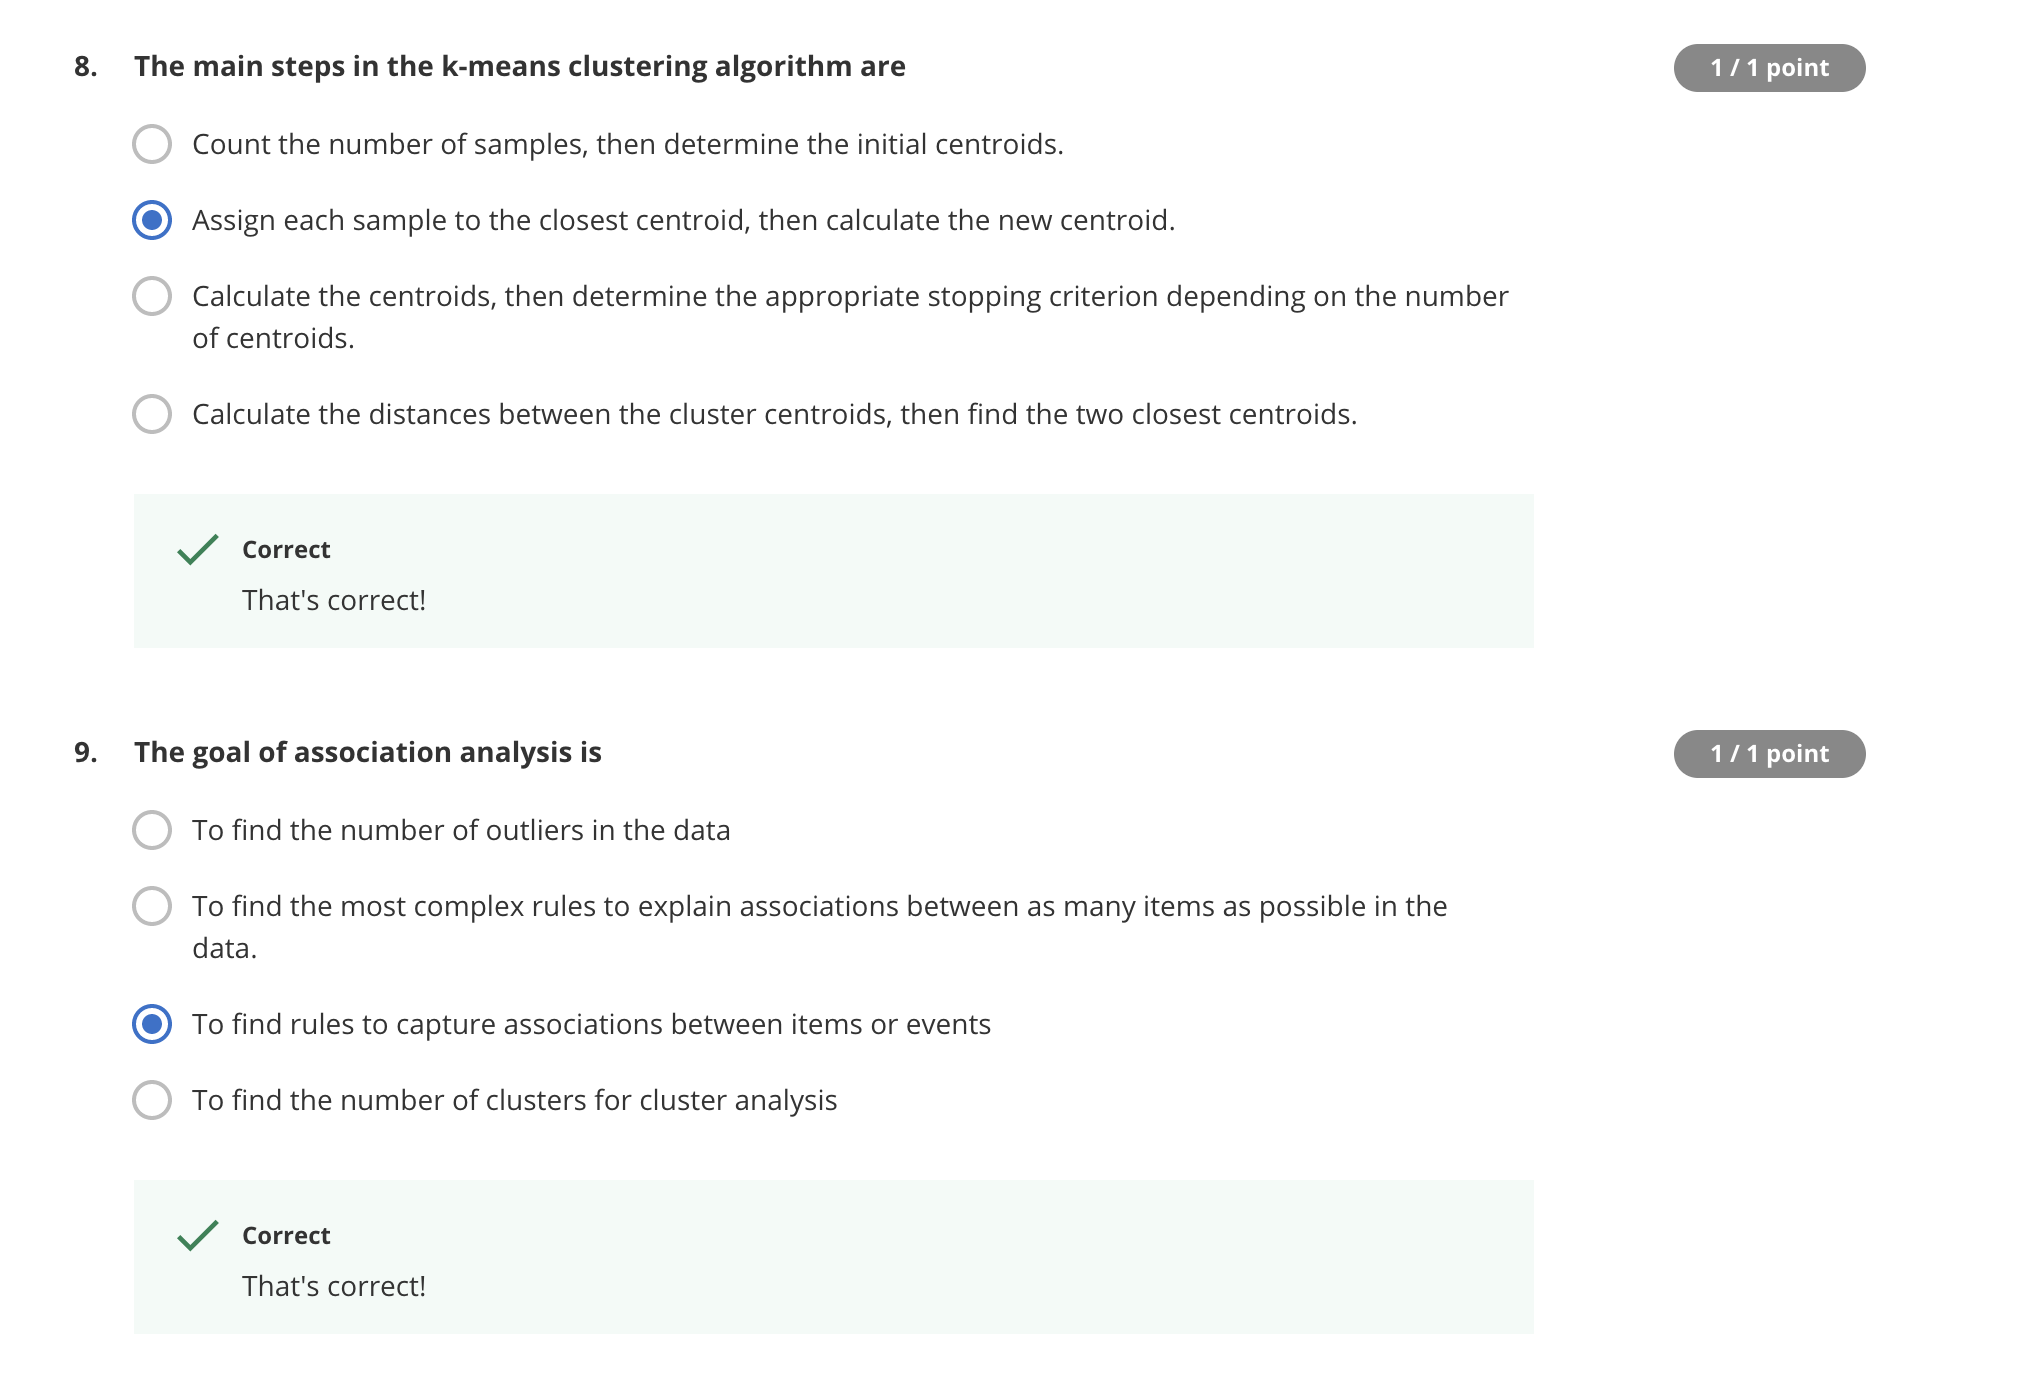 8. The main steps in the k-means clustering algorithm are
1 / 1 point
Count the number of samples, then determine the initial centroids.
Assign each sample to the closest centroid, then calculate the new centroid.
Calculate the centroids, then determine the appropriate stopping criterion depending on the number
of centroids.
Calculate the distances between the cluster centroids, then find the two closest centroids.
Correct
That's correct!
9. The goal of association analysis is
1 / 1 point
To find the number of outliers in the data
To find the most complex rules to explain associations between as many items as possible in the
data.
To find rules to capture associations between items or events
To find the number of clusters for cluster analysis
Correct
That's correct!